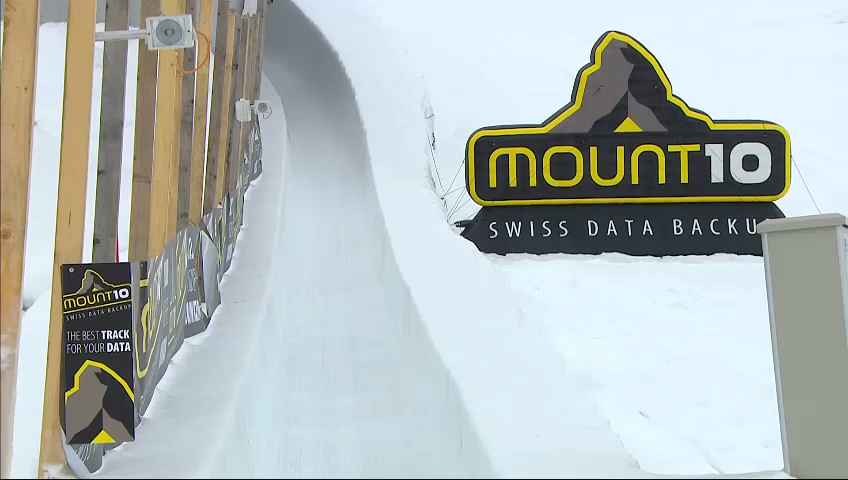 MOUNT10
SWISS DATA BACKU
MOUNT10
SWISS DATA BACKUP
THE BEST TRACK
FOR YOUR DATA